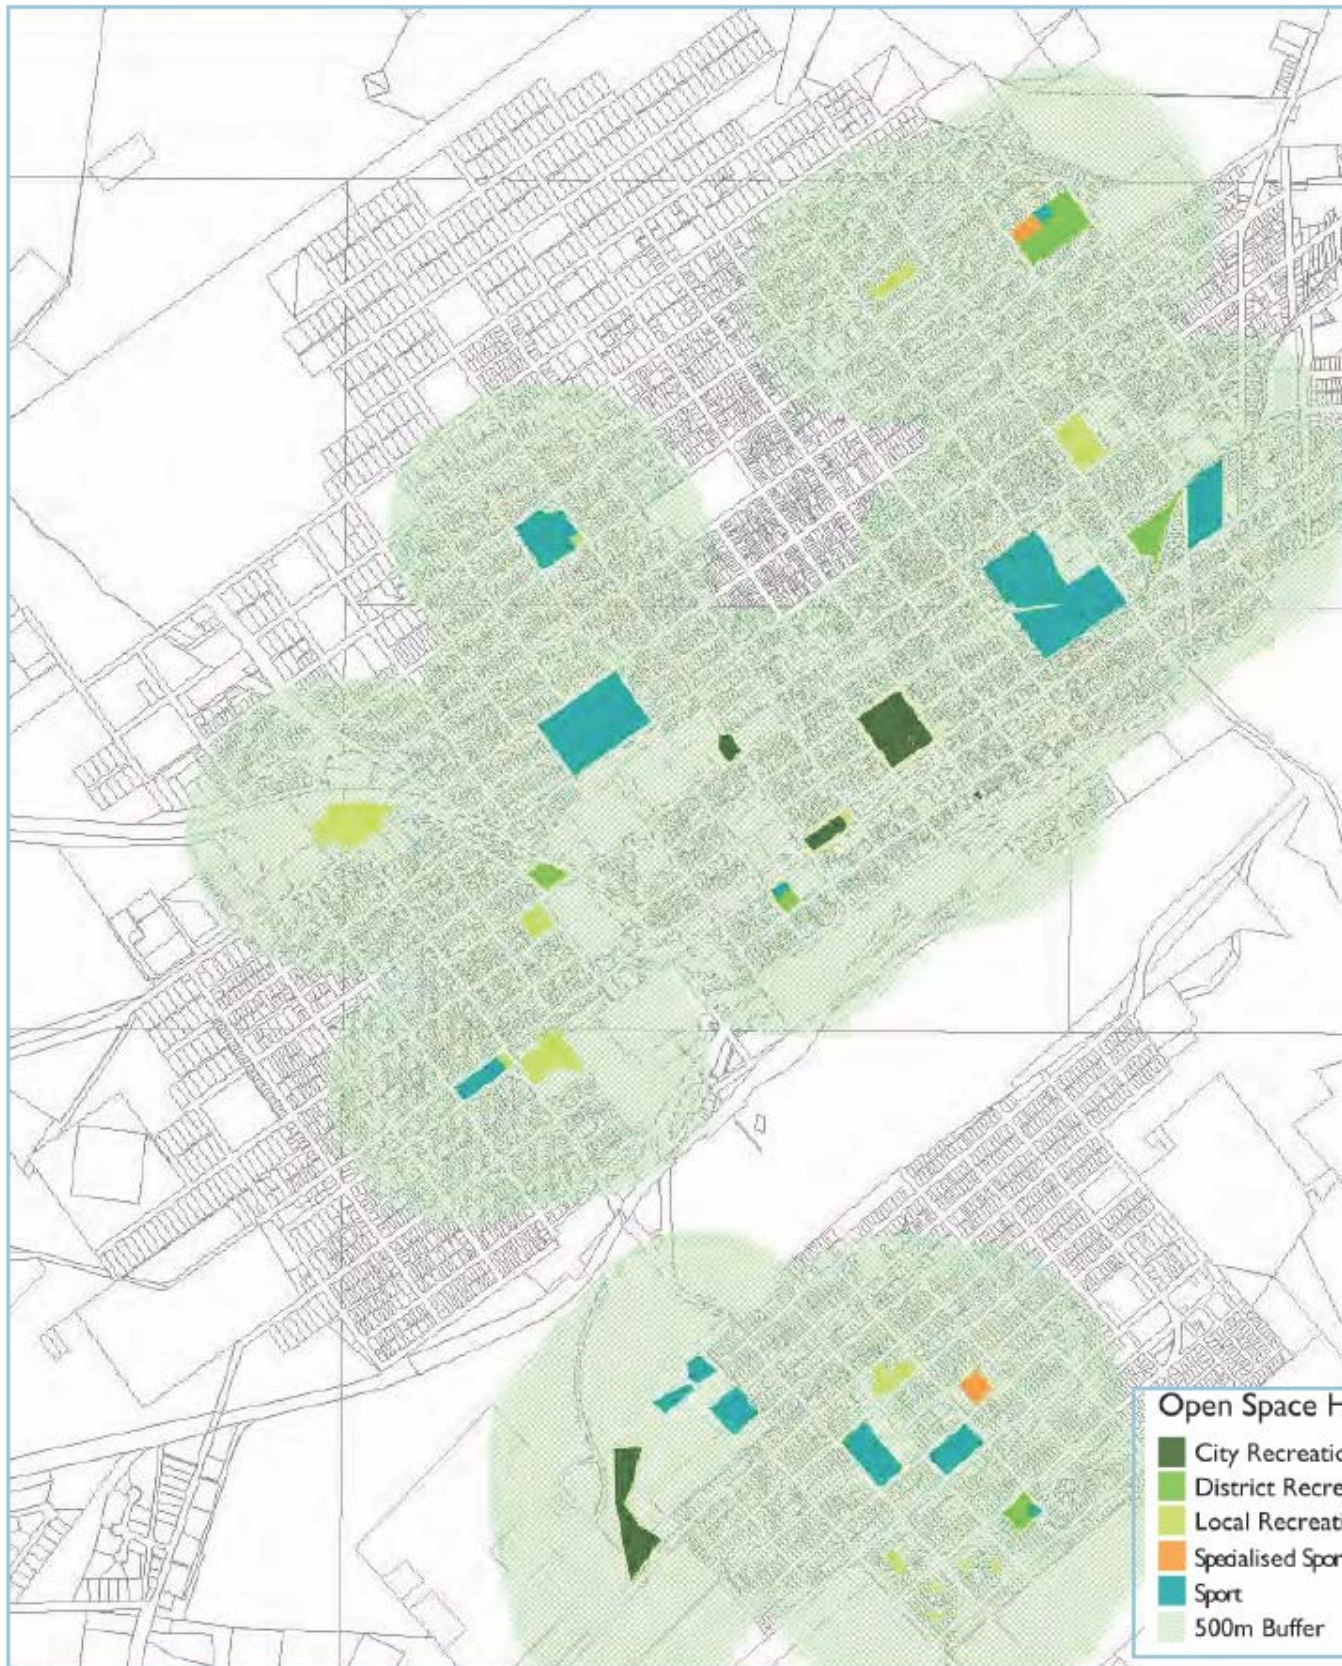 Open Space H
City Recreatio
District Recre
Local Recreati
Specialised Spor
Sport
500m Buffer